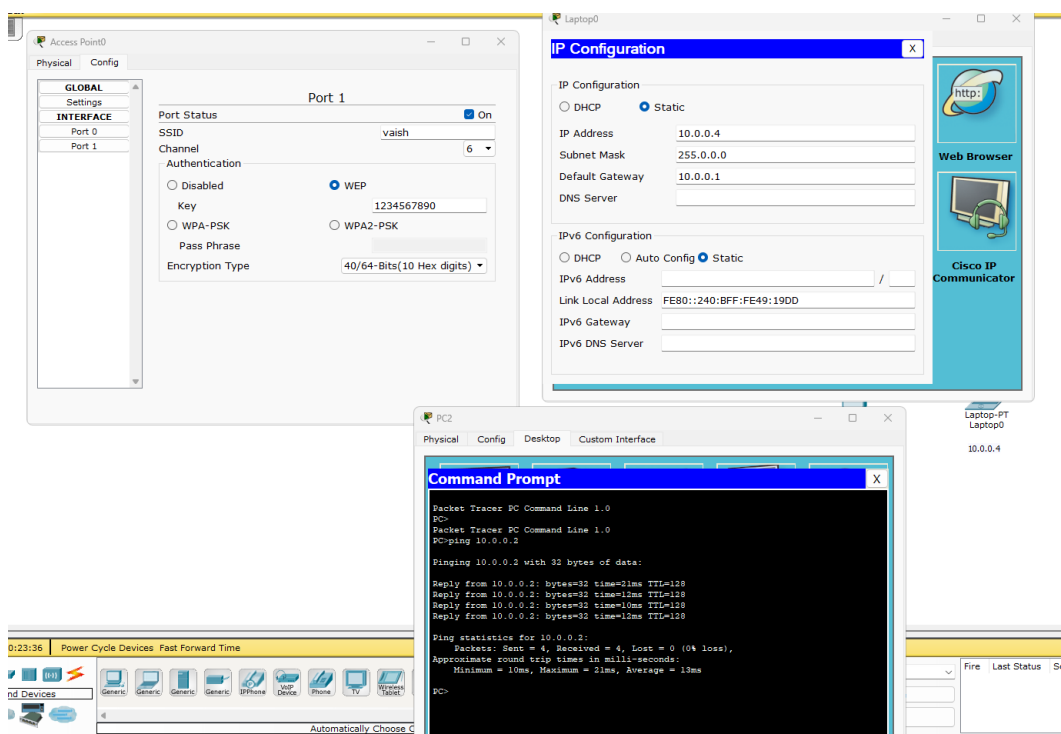 Access Point0
Physical Config
GLOBAL
Settings
INTERFACE
Port 0
Port 1
Port 1
Port Status On
SSID vaish
Channel 6
Authentication
Disabled WEP
Key 1234567890
WPA-PSK WPA2-PSK
Pass Phrase
Encryption Type 40/64-Bits(10 Hex digits)
Laptop0
IP Configuration X
IP Configuration
DHCP Static
IP Address 10.0.0.4
Subnet Mask 255.0.0.0
Default Gateway 10.0.0.1
DNS Server
IPv6 Configuration
DHCP Auto Config Static
IPv6 Address /
Link Local Address FE80::240:BFF:FE49:19DD
IPv6 Gateway
IPv6 DNS Server
http:
Web Browser
Cisco IP
Communicator
Laptop-PT
Laptop0
10.0.0.4
PC2
Physical Config Desktop Custom Interface
Command Prompt X
Packet Tracer PC Command Line 1.0
PC>
Packet Tracer PC Command Line 1.0
PC>ping 10.0.0.2
Pinging 10.0.0.2 with 32 bytes of data:
Reply from 10.0.0.2: bytes=32 time=21ms TTL=128
Reply from 10.0.0.2: bytes=32 time=12ms TTL=128
Reply from 10.0.0.2: bytes=32 time=10ms TTL=128
Reply from 10.0.0.2: bytes=32 time=12ms TTL=128
Ping statistics for 10.0.0.2:
Packets: Sent = 4, Received = 4, Lost = 0 (0% loss),
Approximate round trip times in milli-seconds:
Minimum = 10ms, Maximum = 21ms, Average = 13ms
PC>
0:23:36 Power Cycle Devices Fast Forward Time
nd Devices
Generic Generic Generic Generic IPPhone VoIP Device Phone TV Wireless Tablet
Automatically Choose C
Fire Last Status So